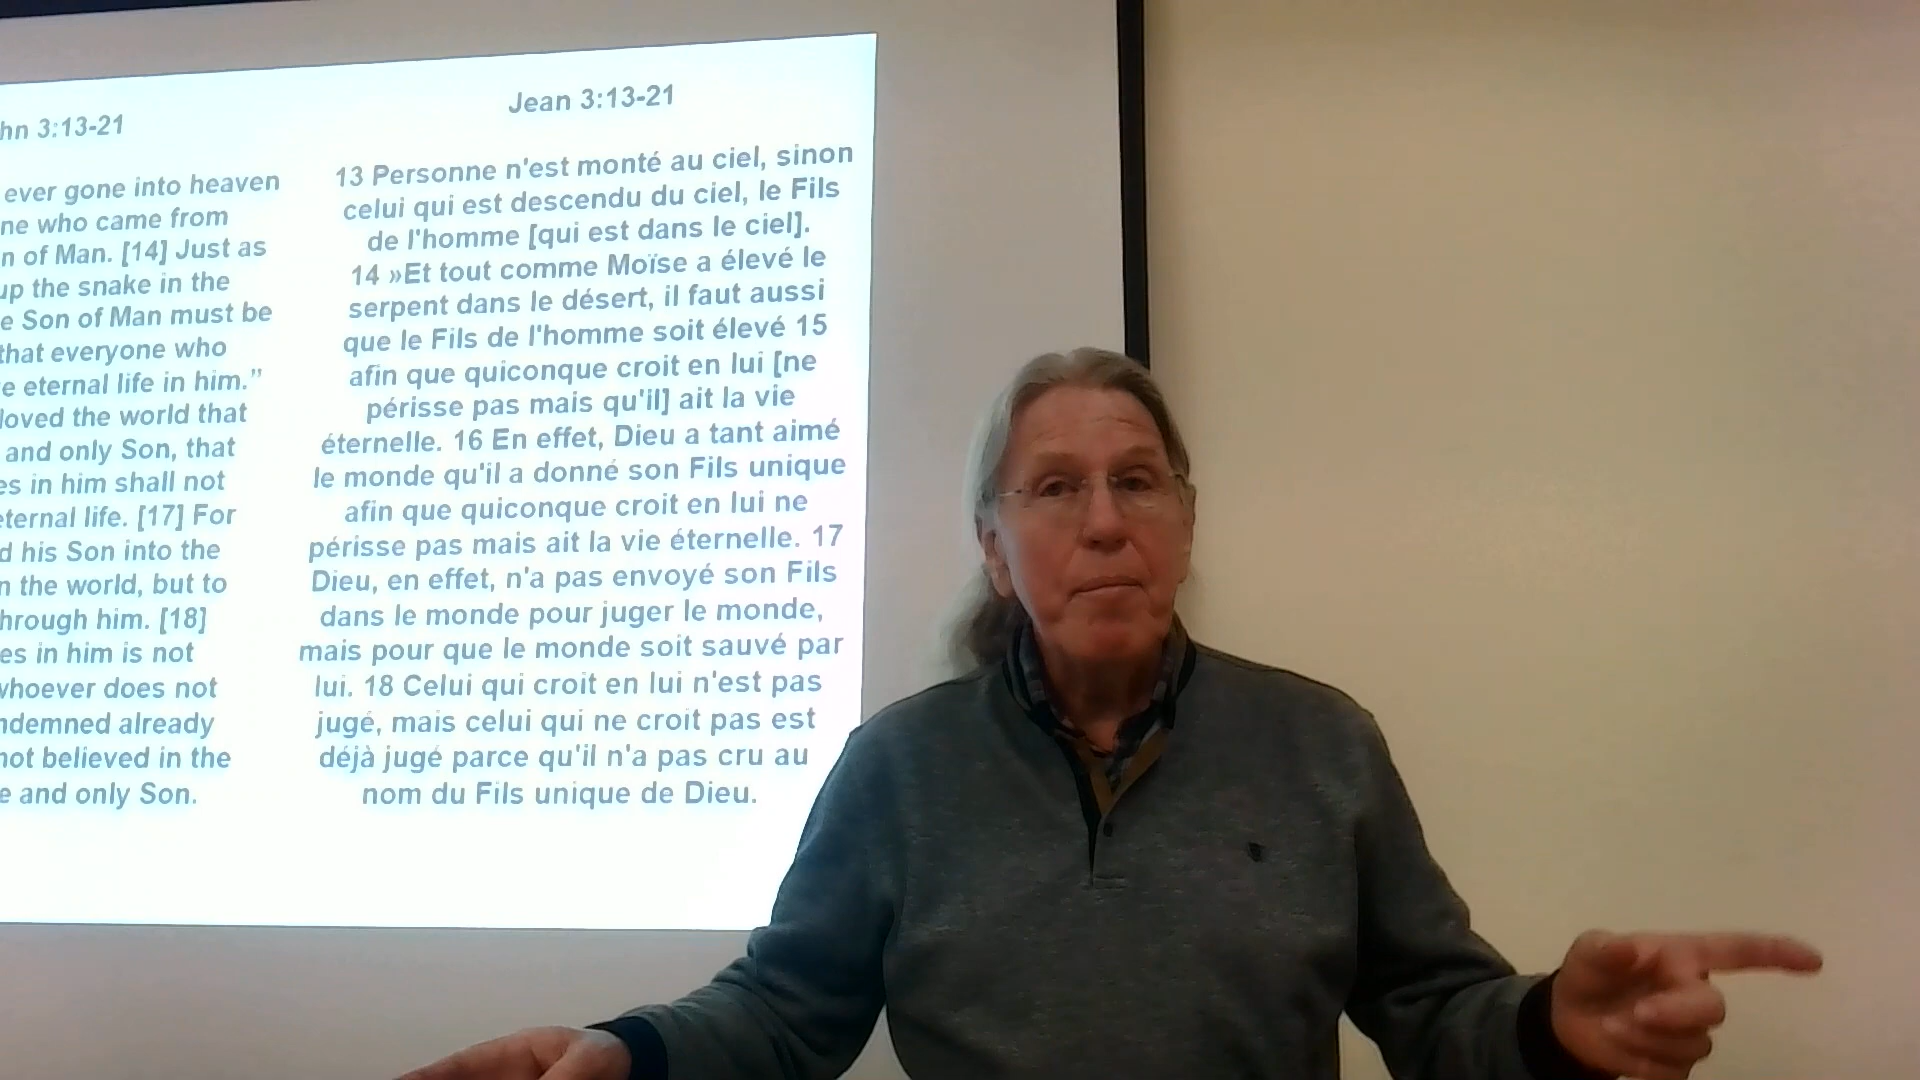 hn 3:13-21
ever gone into heaven
ne who came from
n of Man. [14] Just as
up the snake in the
e Son of Man must be
that everyone who
e eternal life in him.”
loved the world that
and only Son, that
es in him shall not
eternal life. [17] For
d his Son into the
n the world, but to
hrough him. [18]
es in him is not
whoever does not
ndemned already
not believed in the
e and only Son.
Jean 3:13-21
13 Personne n'est monté au ciel, sinon
celui qui est descendu du ciel, le Fils
de l'homme [qui est dans le ciel].
14 »Et tout comme Moïse a élevé le
serpent dans le désert, il faut aussi
que le Fils de l'homme soit élevé 15
afin que quiconque croit en lui [ne
périsse pas mais qu'il] ait la vie
éternelle. 16 En effet, Dieu a tant aimé
le monde qu'il a donné son Fils unique
afin que quiconque croit en lui ne
périsse pas mais ait la vie éternelle. 17
Dieu, en effet, n'a pas envoyé son Fils
dans le monde pour juger le monde,
mais pour que le monde soit sauvé par
lui. 18 Celui qui croit en lui n'est pas
jugé, mais celui qui ne croit pas est
déjà jugé parce qu'il n'a pas cru au
nom du Fils unique de Dieu.